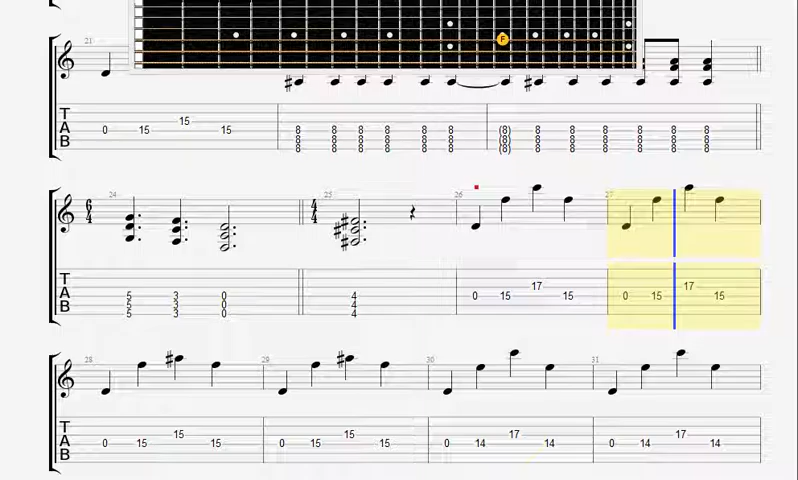 F
21
T
A
B
15
0 15 15
8 8 8 8 8 8 (8) 8 8 8 8 8 8
8 8 8 8 8 8 (8) 8 8 8 8 8 8
8 8 8 8 8 8 (8) 8 8 8 8 8 8
24 25 26 27
6 4
4 4
T
A
B
17 17
5 3 0 4 0 15 15 0 15 15
5 3 0 4
5 3 0 4
28 29 30 31
T
A
B
15 15 17 17
0 15 15 0 15 15 0 14 14 0 14 14